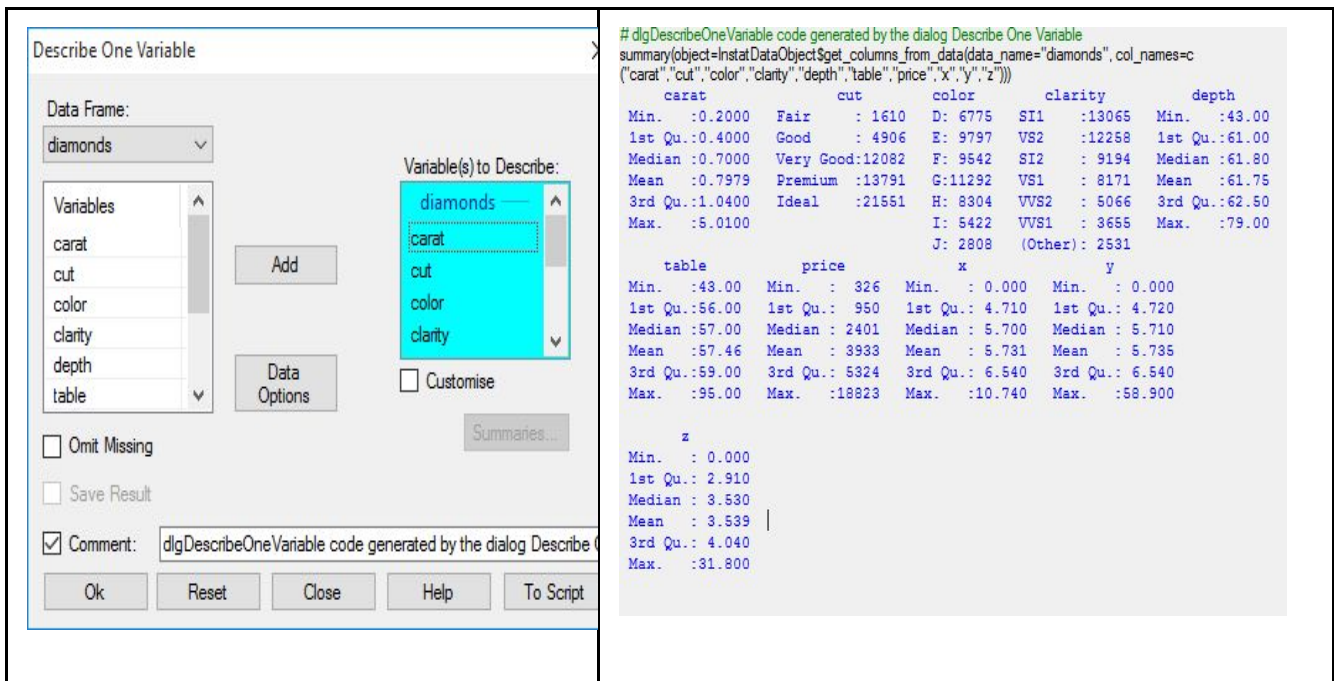 Describe One Variable
Data Frame:
diamonds
Variables
carat
cut
color
clarity
depth
table
Add
Data
Options
Variable(s) to Describe:
diamonds
carat
cut
color
clarity
Customise
Summaries...
Omit Missing
Save Result
Comment: dlgDescribeOneVariable code generated by the dialog Describe
Ok Reset Close Help To Script
# dlgDescribeOneVariable code generated by the dialog Describe One Variable
summary(object=InstatDataObject$get_columns_from_data(data_name="diamonds", col_names=c
("carat","cut","color","clarity","depth","table","price","x","y","z")))
carat cut color clarity depth
Min. :0.2000 Fair : 1610 D: 6775 SI1 :13065 Min. :43.00
1st Qu.:0.4000 Good : 4906 E: 9797 VS2 :12258 1st Qu.:61.00
Median :0.7000 Very Good:12082 F: 9542 SI2 : 9194 Median :61.80
Mean :0.7979 Premium :13791 G:11292 VS1 : 8171 Mean :61.75
3rd Qu.:1.0400 Ideal :21551 H: 8304 VVS2 : 5066 3rd Qu.:62.50
Max. :5.0100 I: 5422 VVS1 : 3655 Max. :79.00
J: 2808 (Other): 2531
table price x y
Min. :43.00 Min. : 326 Min. : 0.000 Min. : 0.000
1st Qu.:56.00 1st Qu.: 950 1st Qu.: 4.710 1st Qu.: 4.720
Median :57.00 Median : 2401 Median : 5.700 Median : 5.710
Mean :57.46 Mean : 3933 Mean : 5.731 Mean : 5.735
3rd Qu.:59.00 3rd Qu.: 5324 3rd Qu.: 6.540 3rd Qu.: 6.540
Max. :95.00 Max. :18823 Max. :10.740 Max. :58.900
z
Min. : 0.000
1st Qu.: 2.910
Median : 3.530
Mean : 3.539
3rd Qu.: 4.040
Max. :31.800